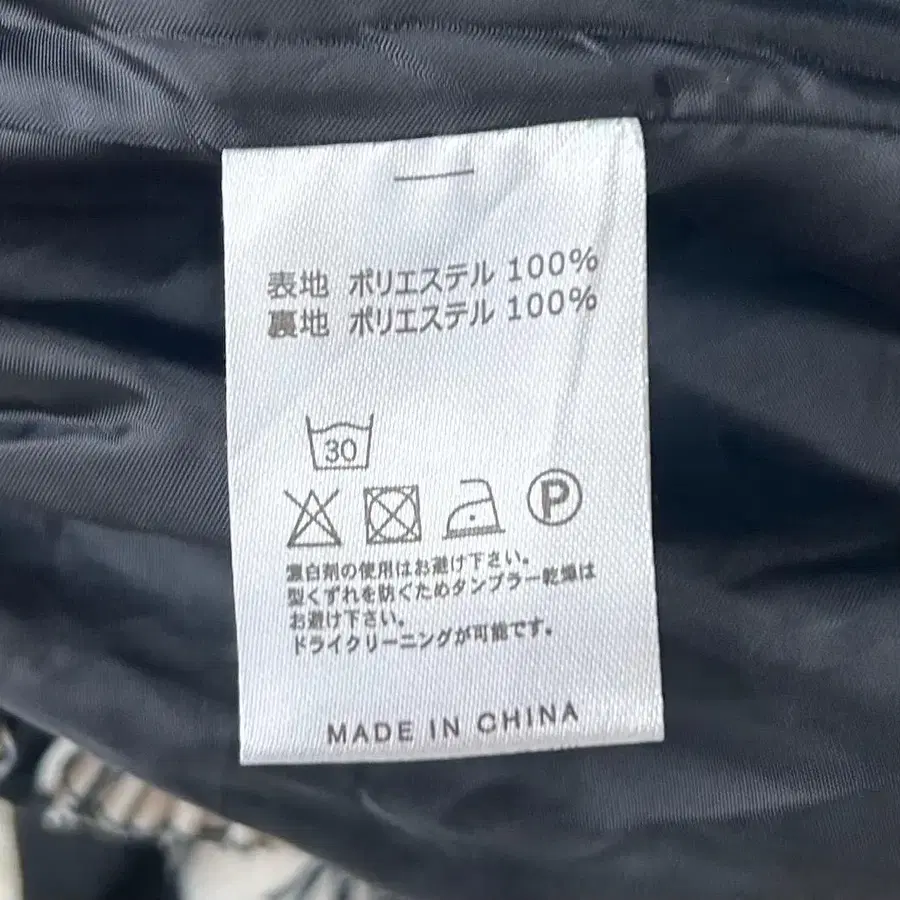 表地 ポリエステル 100%
裏地 ポリエステル 100%
30
P
漂白剤の使用はお避け下さい。
型くずれを防ぐためタンブラー乾燥は
お避け下さい。
ドライクリーニングが可能です。
MADE IN CHINA